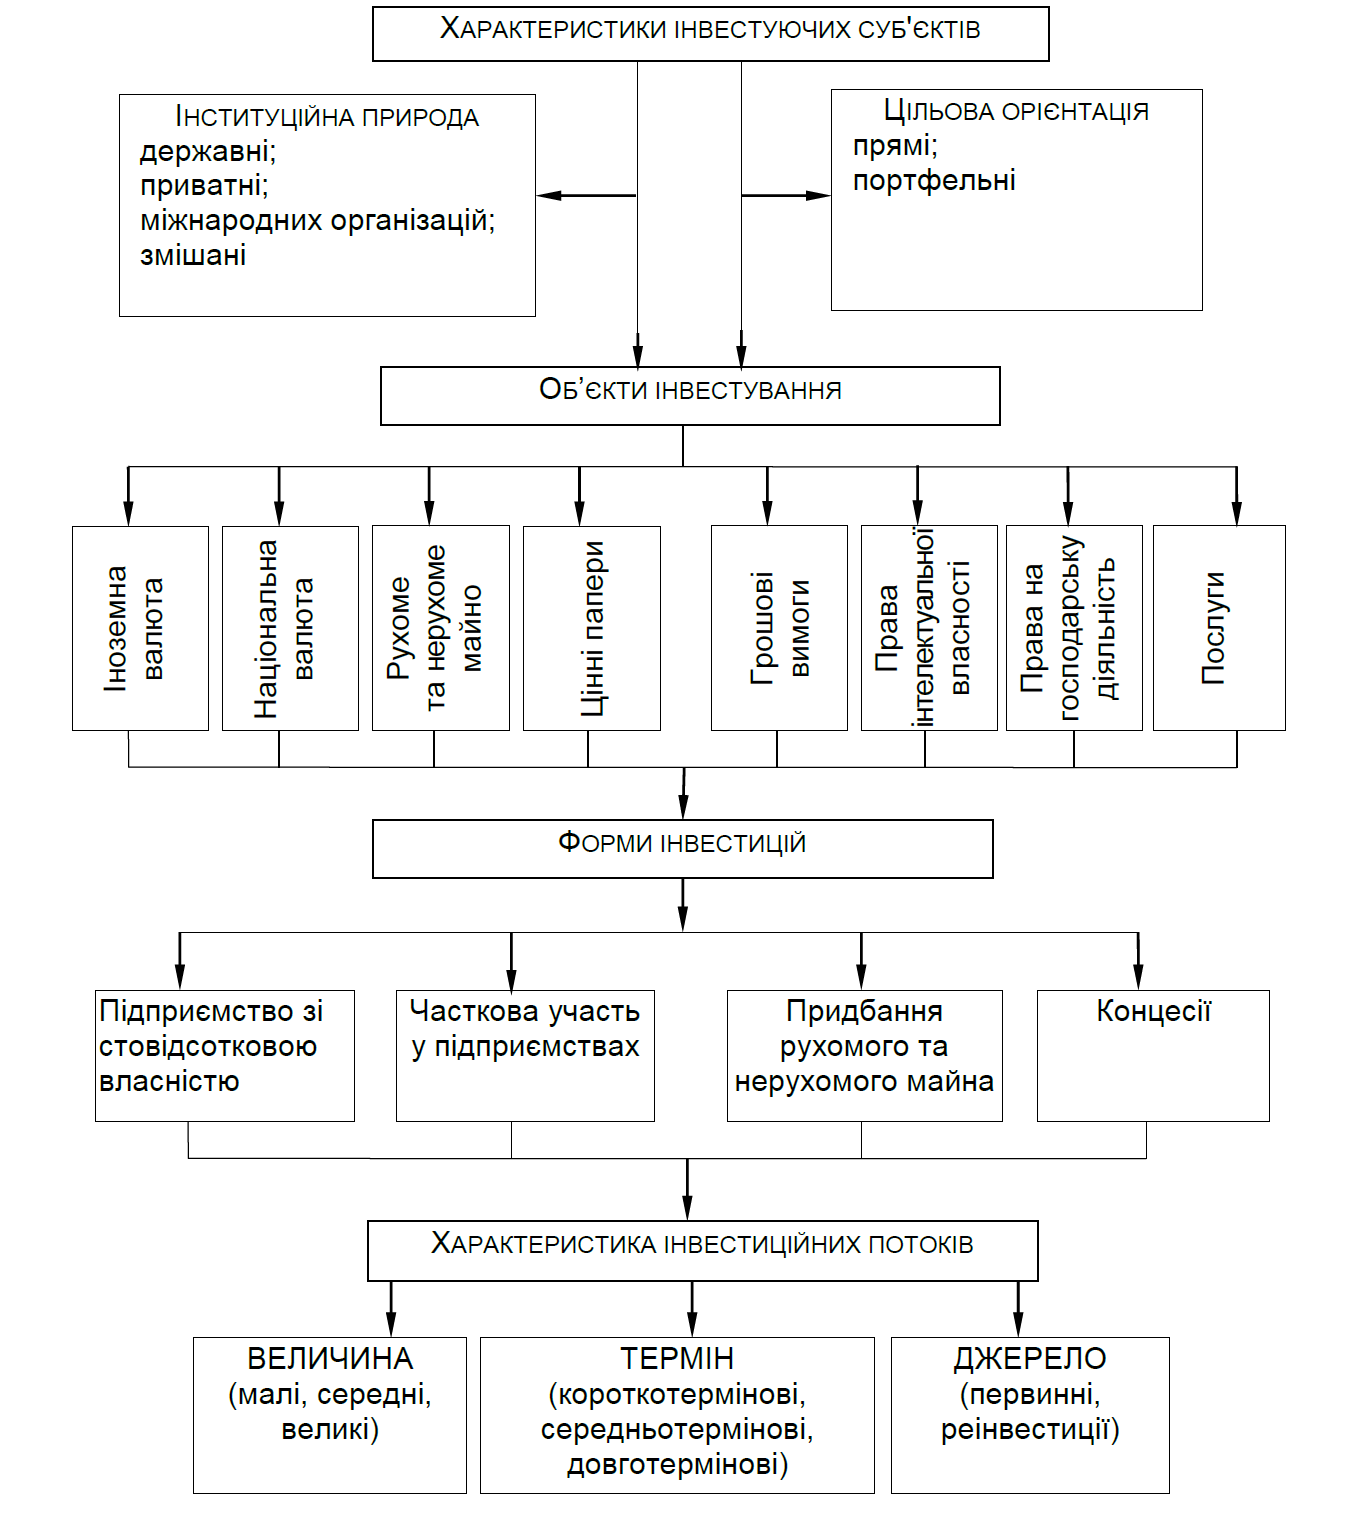 ХАРАКТЕРИСТИКИ ІНВЕСТУЮЧИХ СУБ'ЄКТІВ
ІНСТИТУЦІЙНА ПРИРОДА
державні;
приватні;
міжнародних організацій;
змішані
ЦІЛЬОВА ОРІЄНТАЦІЯ
прямі;
портфельні
ОБ’ЄКТИ ІНВЕСТУВАННЯ
Іноземна
валюта
Національна
валюта
Рухоме
та нерухоме
майно
Цінні папери
Грошові
вимоги
Права
інтелектуальної
власності
Права на
господарську
діяльність
Послуги
ФОРМИ ІНВЕСТИЦІЙ
Підприємство зі
стовідсотковою
власністю
Часткова участь
у підприємствах
Придбання
рухомого та
нерухомого майна
Концесії
ХАРАКТЕРИСТИКА ІНВЕСТИЦІЙНИХ ПОТОКІВ
ВЕЛИЧИНА
(малі, середні,
великі)
ТЕРМІН
(короткотермінові,
середньотермінові,
довготермінові)
ДЖЕРЕЛО
(первинні,
реінвестиції)